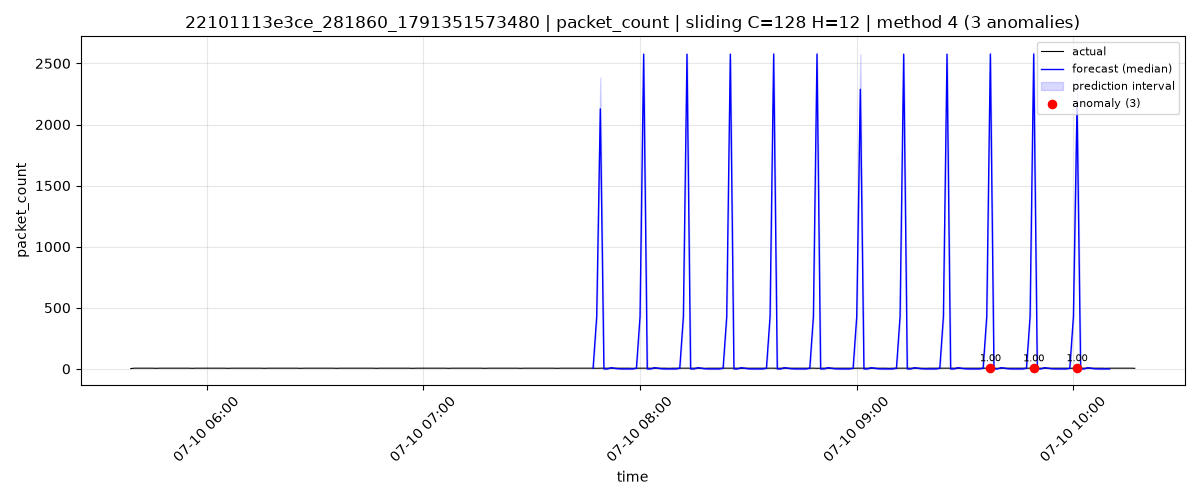 22101113e3ce_281860_1791351573480 | packet_count | sliding C=128 H=12 | method 4 (3 anomalies)
actual
forecast (median)
prediction interval
anomaly (3)
packet_count
2500
2000
1500
1000
500
0
1.00 1.00 1.00
07-10 06:00 07-10 07:00 07-10 08:00 07-10 09:00 07-10 10:00
time